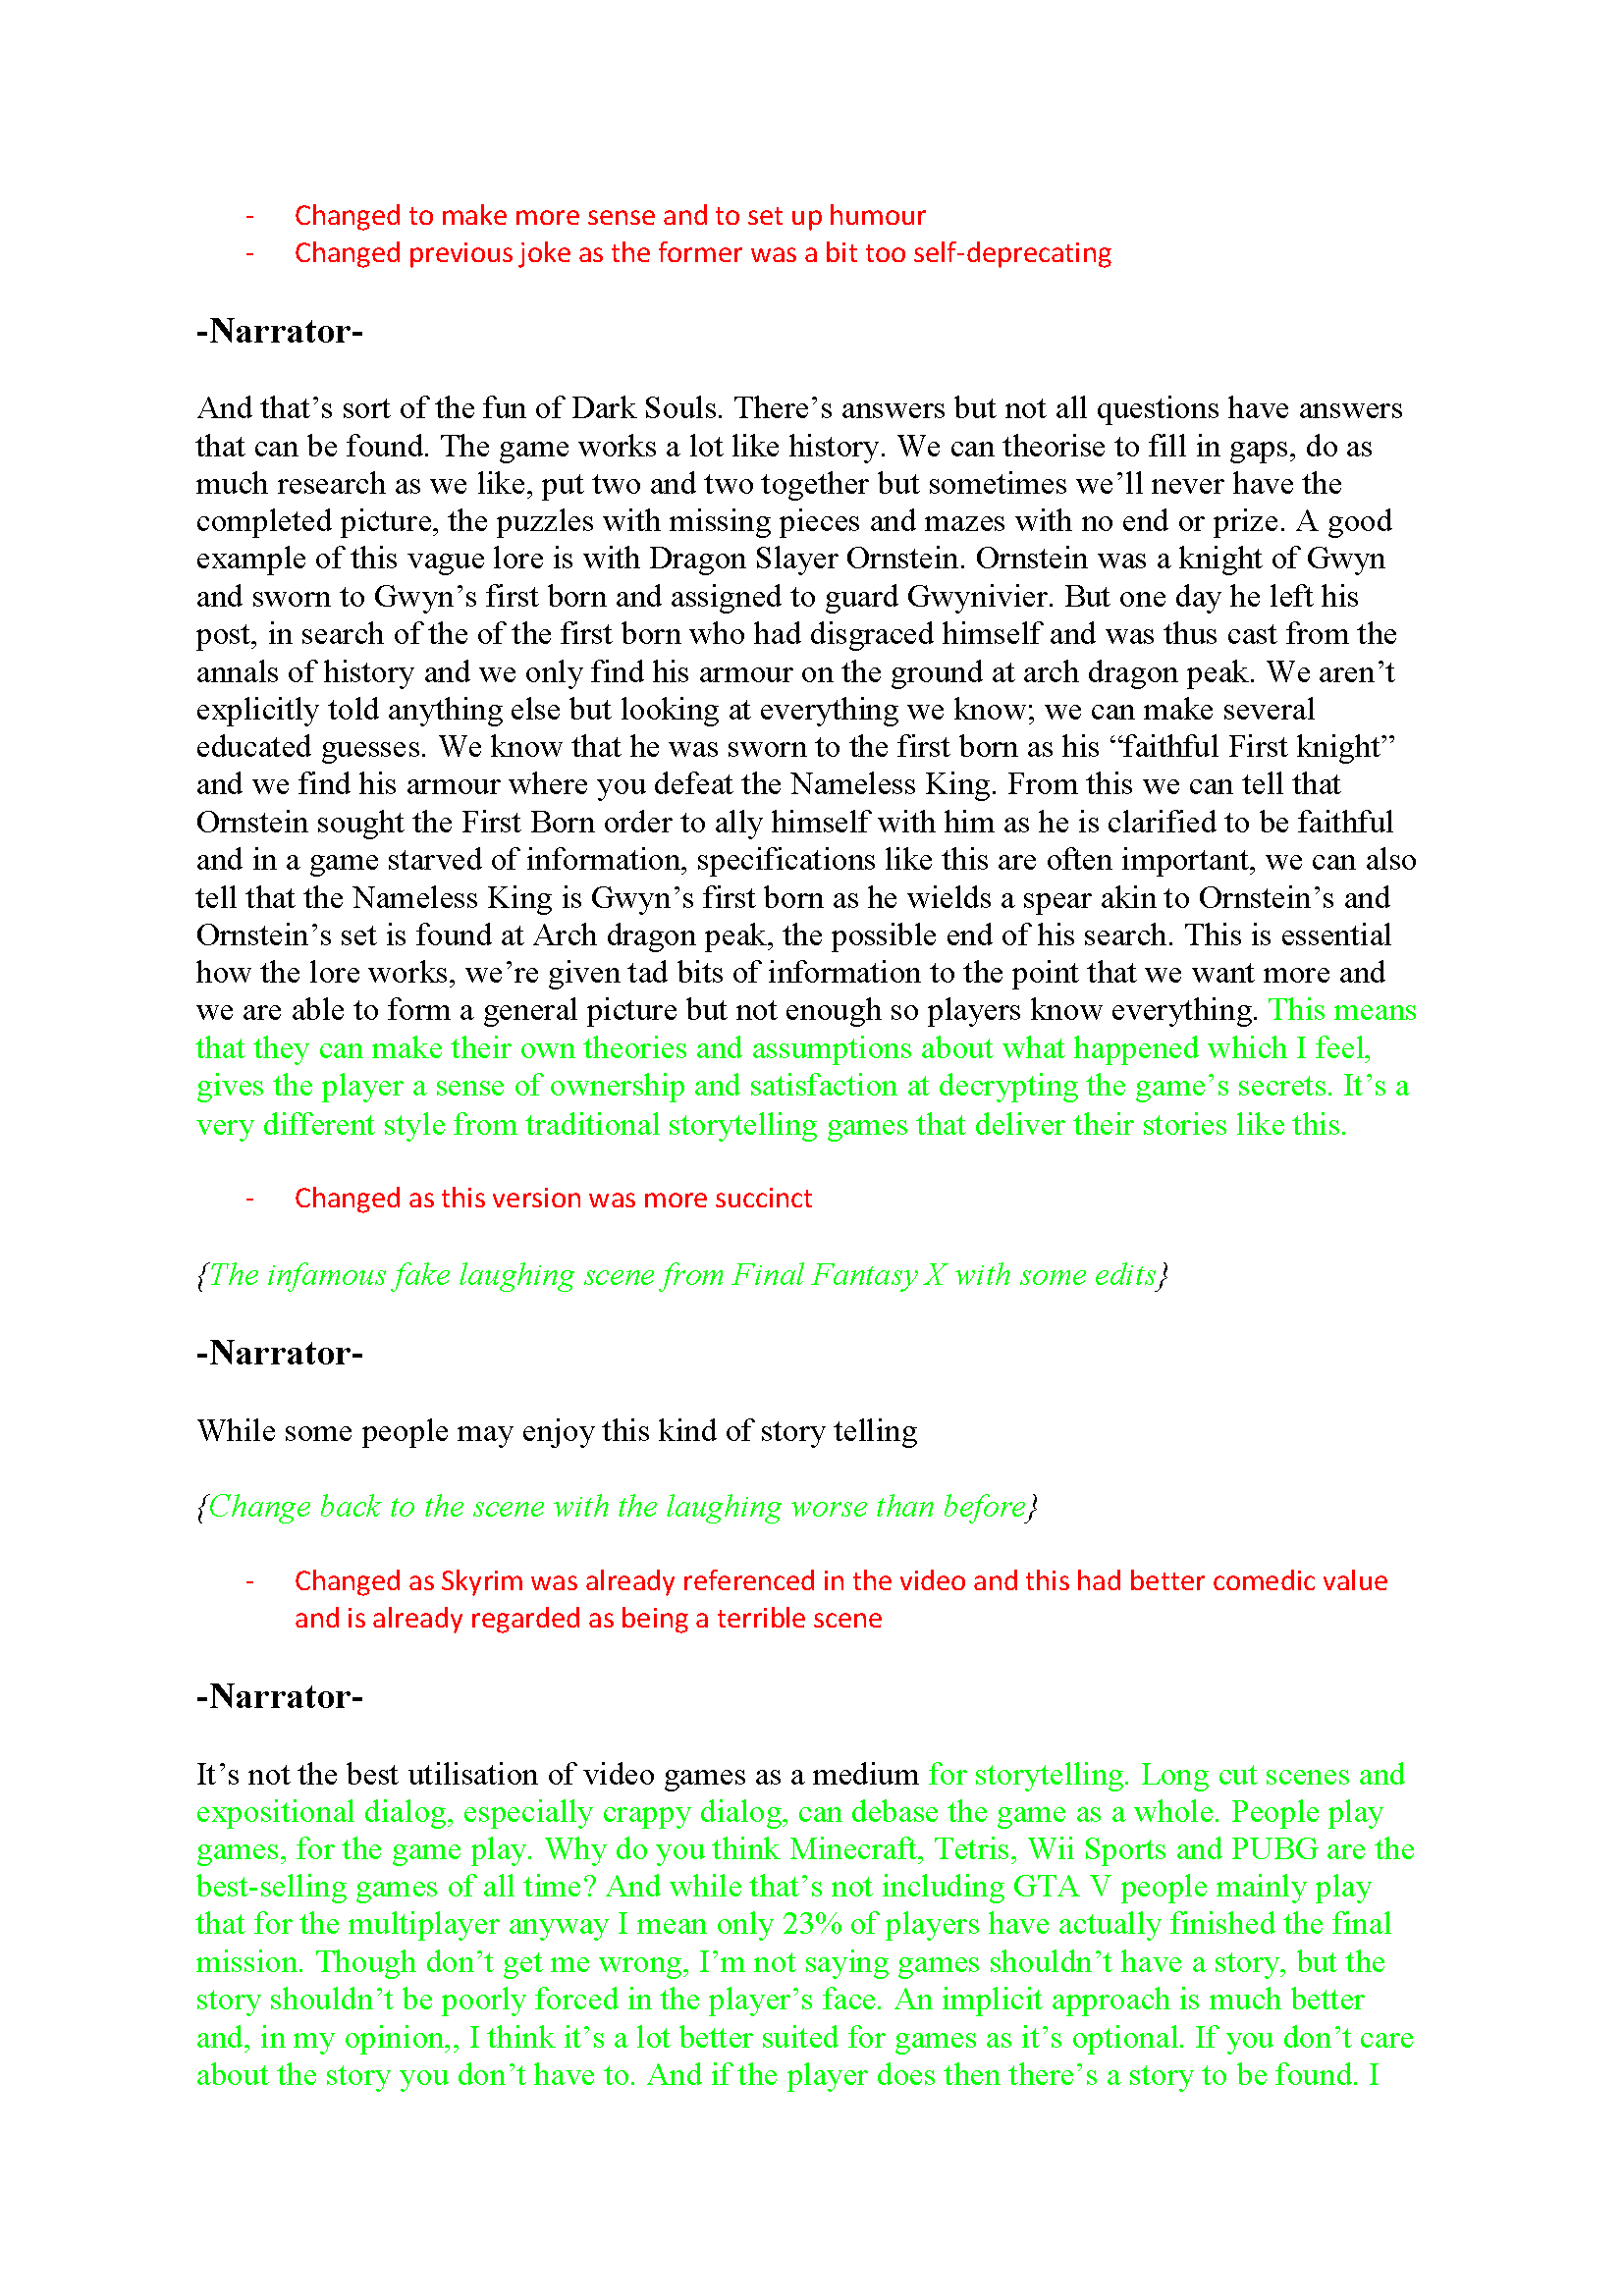 - Changed to make more sense and to set up humour
- Changed previous joke as the former was a bit too self-deprecating
-Narrator-
And that’s sort of the fun of Dark Souls. There’s answers but not all questions have answers
that can be found. The game works a lot like history. We can theorise to fill in gaps, do as
much research as we like, put two and two together but sometimes we’ll never have the
completed picture, the puzzles with missing pieces and mazes with no end or prize. A good
example of this vague lore is with Dragon Slayer Ornstein. Ornstein was a knight of Gwyn
and sworn to Gwyn’s first born and assigned to guard Gwynivier. But one day he left his
post, in search of the of the first born who had disgraced himself and was thus cast from the
annals of history and we only find his armour on the ground at arch dragon peak. We aren’t
explicitly told anything else but looking at everything we know; we can make several
educated guesses. We know that he was sworn to the first born as his “faithful First knight”
and we find his armour where you defeat the Nameless King. From this we can tell that
Ornstein sought the First Born order to ally himself with him as he is clarified to be faithful
and in a game starved of information, specifications like this are often important, we can also
tell that the Nameless King is Gwyn’s first born as he wields a spear akin to Ornstein’s and
Ornstein’s set is found at Arch dragon peak, the possible end of his search. This is essential
how the lore works, we’re given tad bits of information to the point that we want more and
we are able to form a general picture but not enough so players know everything. This means
that they can make their own theories and assumptions about what happened which I feel,
gives the player a sense of ownership and satisfaction at decrypting the game’s secrets. It’s a
very different style from traditional storytelling games that deliver their stories like this.
- Changed as this version was more succinct
{The infamous fake laughing scene from Final Fantasy X with some edits}
-Narrator-
While some people may enjoy this kind of story telling
{Change back to the scene with the laughing worse than before}
- Changed as Skyrim was already referenced in the video and this had better comedic value
and is already regarded as being a terrible scene
-Narrator-
It’s not the best utilisation of video games as a medium for storytelling. Long cut scenes and
expositional dialog, especially crappy dialog, can debase the game as a whole. People play
games, for the game play. Why do you think Minecraft, Tetris, Wii Sports and PUBG are the
best-selling games of all time? And while that’s not including GTA V people mainly play
that for the multiplayer anyway I mean only 23% of players have actually finished the final
mission. Though don’t get me wrong, I’m not saying games shouldn’t have a story, but the
story shouldn’t be poorly forced in the player’s face. An implicit approach is much better
and, in my opinion,, I think it’s a lot better suited for games as it’s optional. If you don’t care
about the story you don’t have to. And if the player does then there’s a story to be found. I